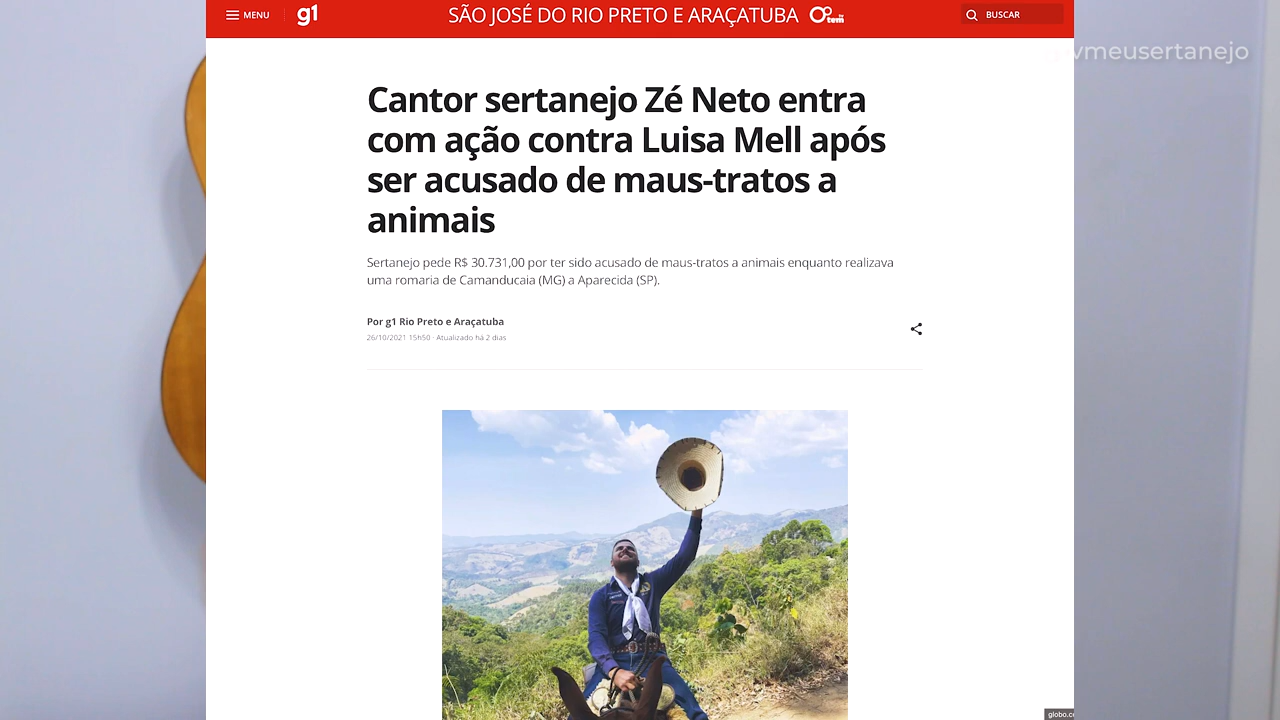 MENU
g1
SÃO JOSÉ DO RIO PRETO E ARAÇATUBA
tem
BUSCAR
vmeusertanejo
Cantor sertanejo Zé Neto entra
com ação contra Luisa Mell após
ser acusado de maus-tratos a
animais
Sertanejo pede R$ 30.731,00 por ter sido acusado de maus-tratos a animais enquanto realizava
uma romaria de Camanducaia (MG) a Aparecida (SP).
Por g1 Rio Preto e Araçatuba
26/10/2021 15h50 · Atualizado há 2 dias